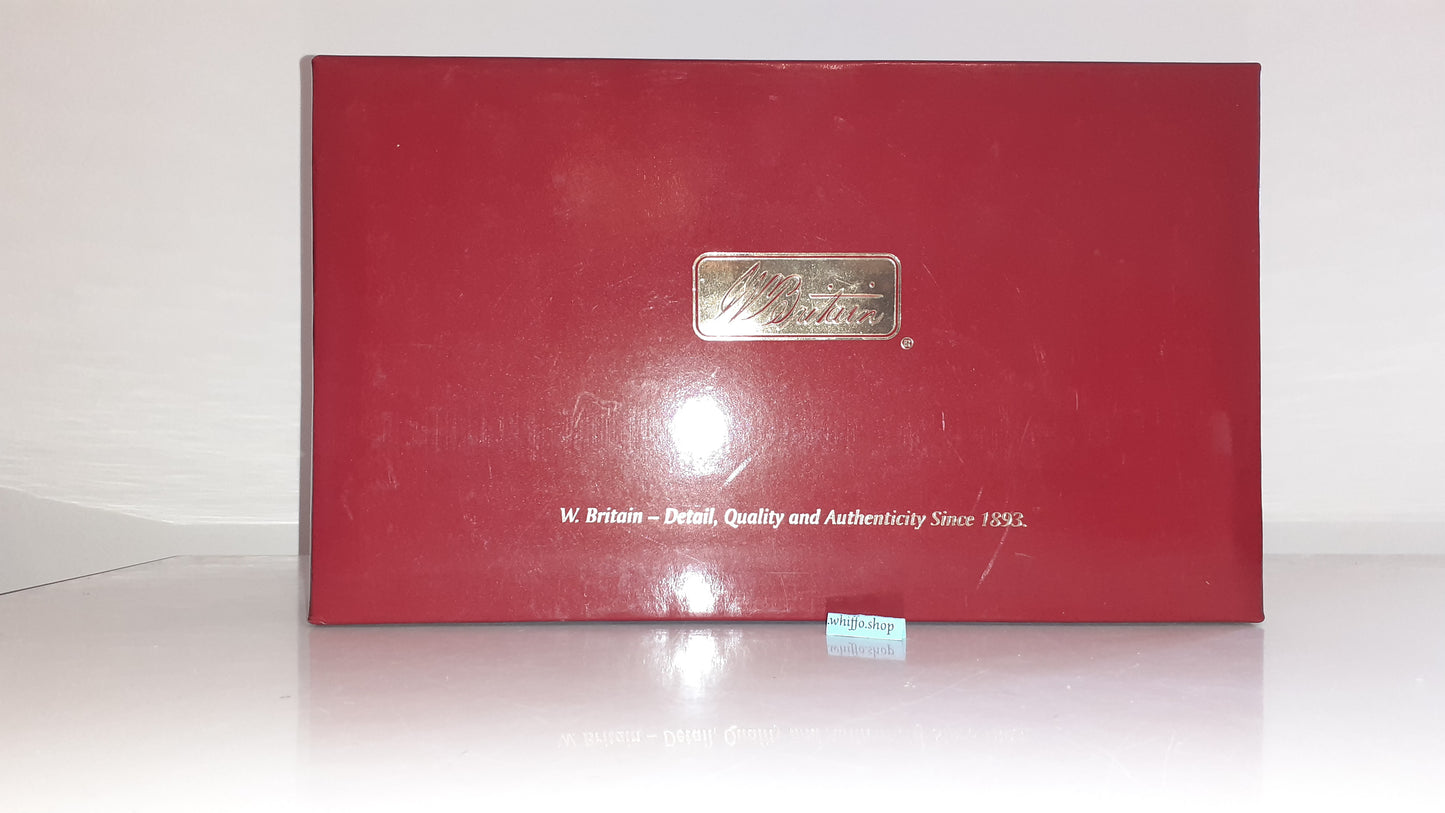 W Britain
®
W. Britain – Detail, Quality and Authenticity Since 1893.
.whiffo.shop